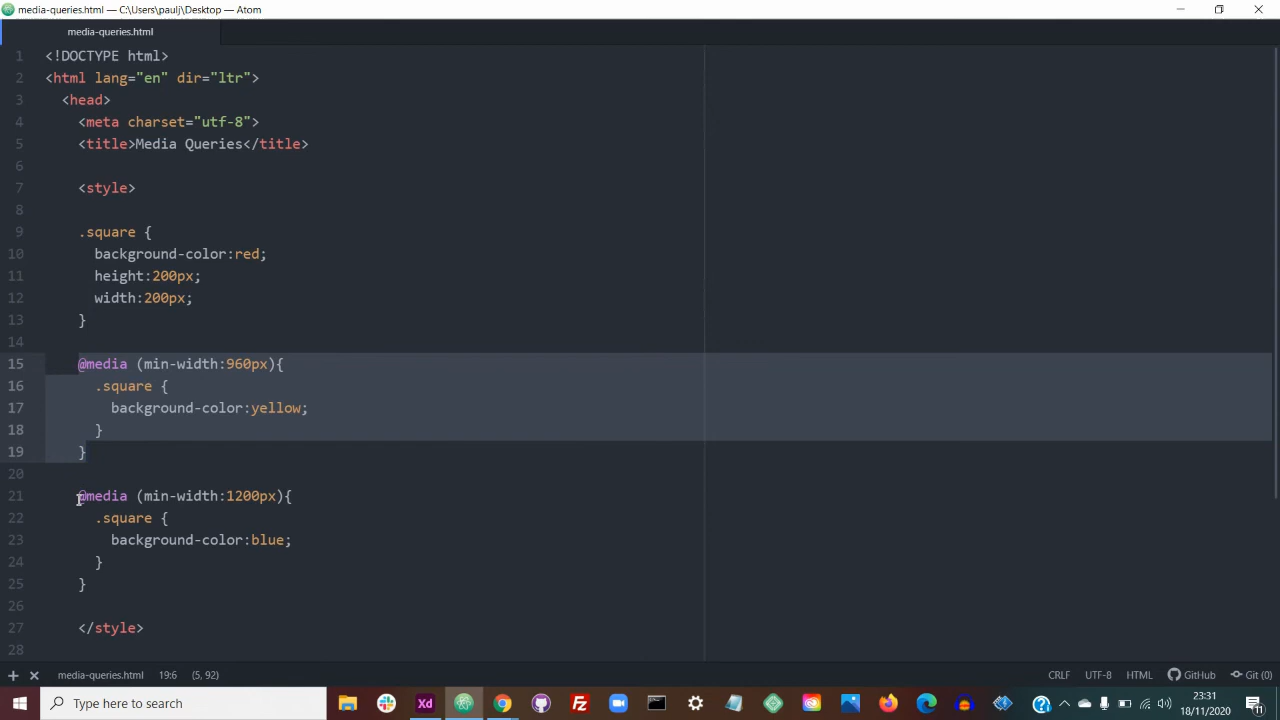 media-queries.html — C:\Users\paulj\Desktop — Atom
media-queries.html
1 <!DOCTYPE html>
2 <html lang="en" dir="ltr">
3 <head>
4 <meta charset="utf-8">
5 <title>Media Queries</title>
6
7 <style>
8
9 .square {
10 background-color:red;
11 height:200px;
12 width:200px;
13 }
14
15 @media (min-width:960px){
16 .square {
17 background-color:yellow;
18 }
19 }
20
21 @media (min-width:1200px){
22 .square {
23 background-color:blue;
24 }
25 }
26
27 </style>
28
media-queries.html 19:6 (5, 92) CRLF UTF-8 HTML GitHub Git (0)
Type here to search
Xd
23:31
18/11/2020
11